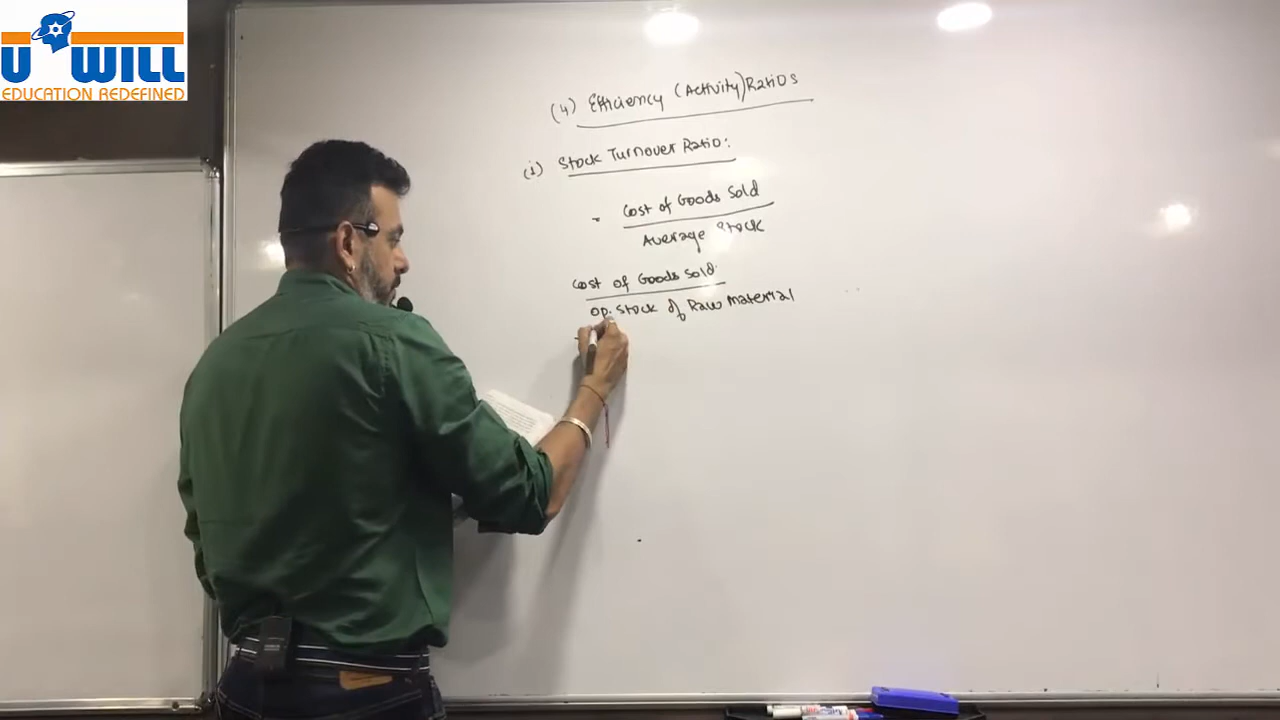 U WILL
EDUCATION REDEFINED
(4) Efficiency (Activity) Ratios
(i) Stock Turnover Ratio:
= Cost of Goods Sold
Average Stock
Cost of Goods Sold
Op. Stock of Raw Material